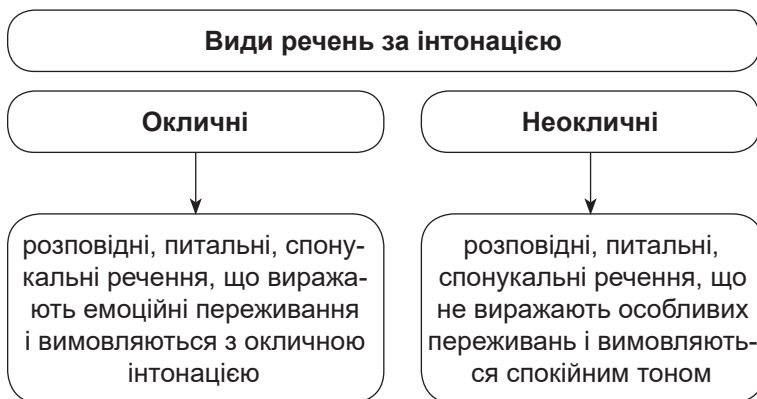 Види речень за інтонацією
Окличні
Неокличні
розповідні, питальні, спону-
кальні речення, що виража-
ють емоційні переживання
і вимовляються з окличною
інтонацією
розповідні, питальні,
спонукальні речення, що
не виражають особливих
переживань і вимовляють-
ся спокійним тоном